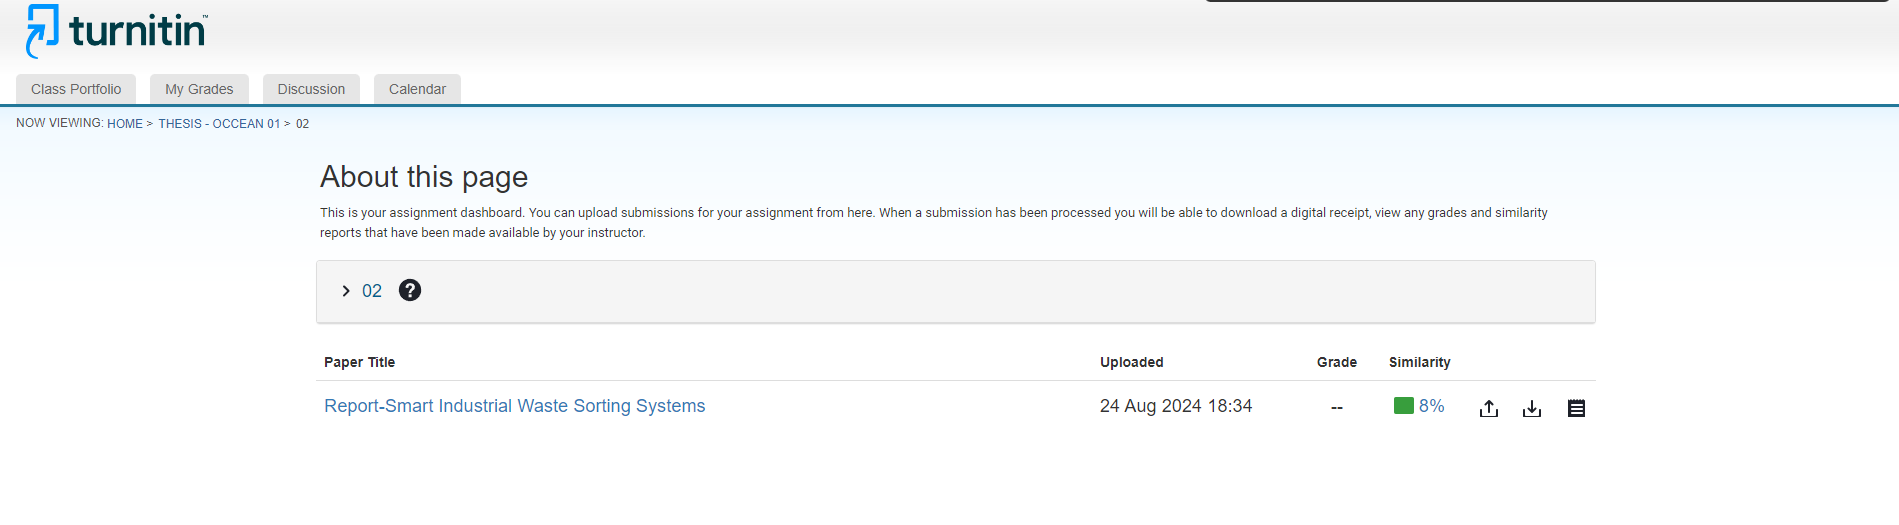 turnitin™
Class Portfolio My Grades Discussion Calendar
NOW VIEWING: HOME > THESIS - OCCEAN 01 > 02
About this page
This is your assignment dashboard. You can upload submissions for your assignment from here. When a submission has been processed you will be able to download a digital receipt, view any grades and similarity
reports that have been made available by your instructor.
> 02 ?
Paper Title Uploaded Grade Similarity
Report-Smart Industrial Waste Sorting Systems 24 Aug 2024 18:34 -- 8%